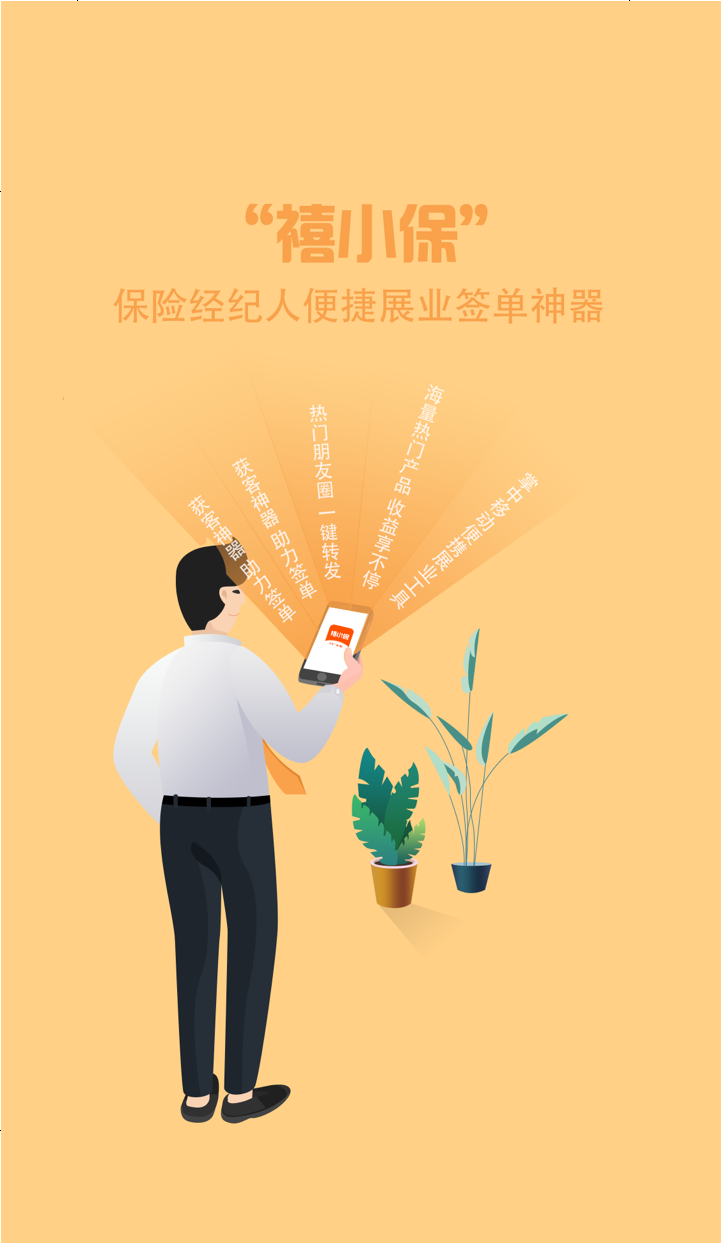 “禧小保”
保险经纪人便捷展业签单神器
获客神器 助力签单
获客神器 助力签单
热门朋友圈 一键转发
海量热门产品 收益享不停
掌中移动便携展业工具
禧小保